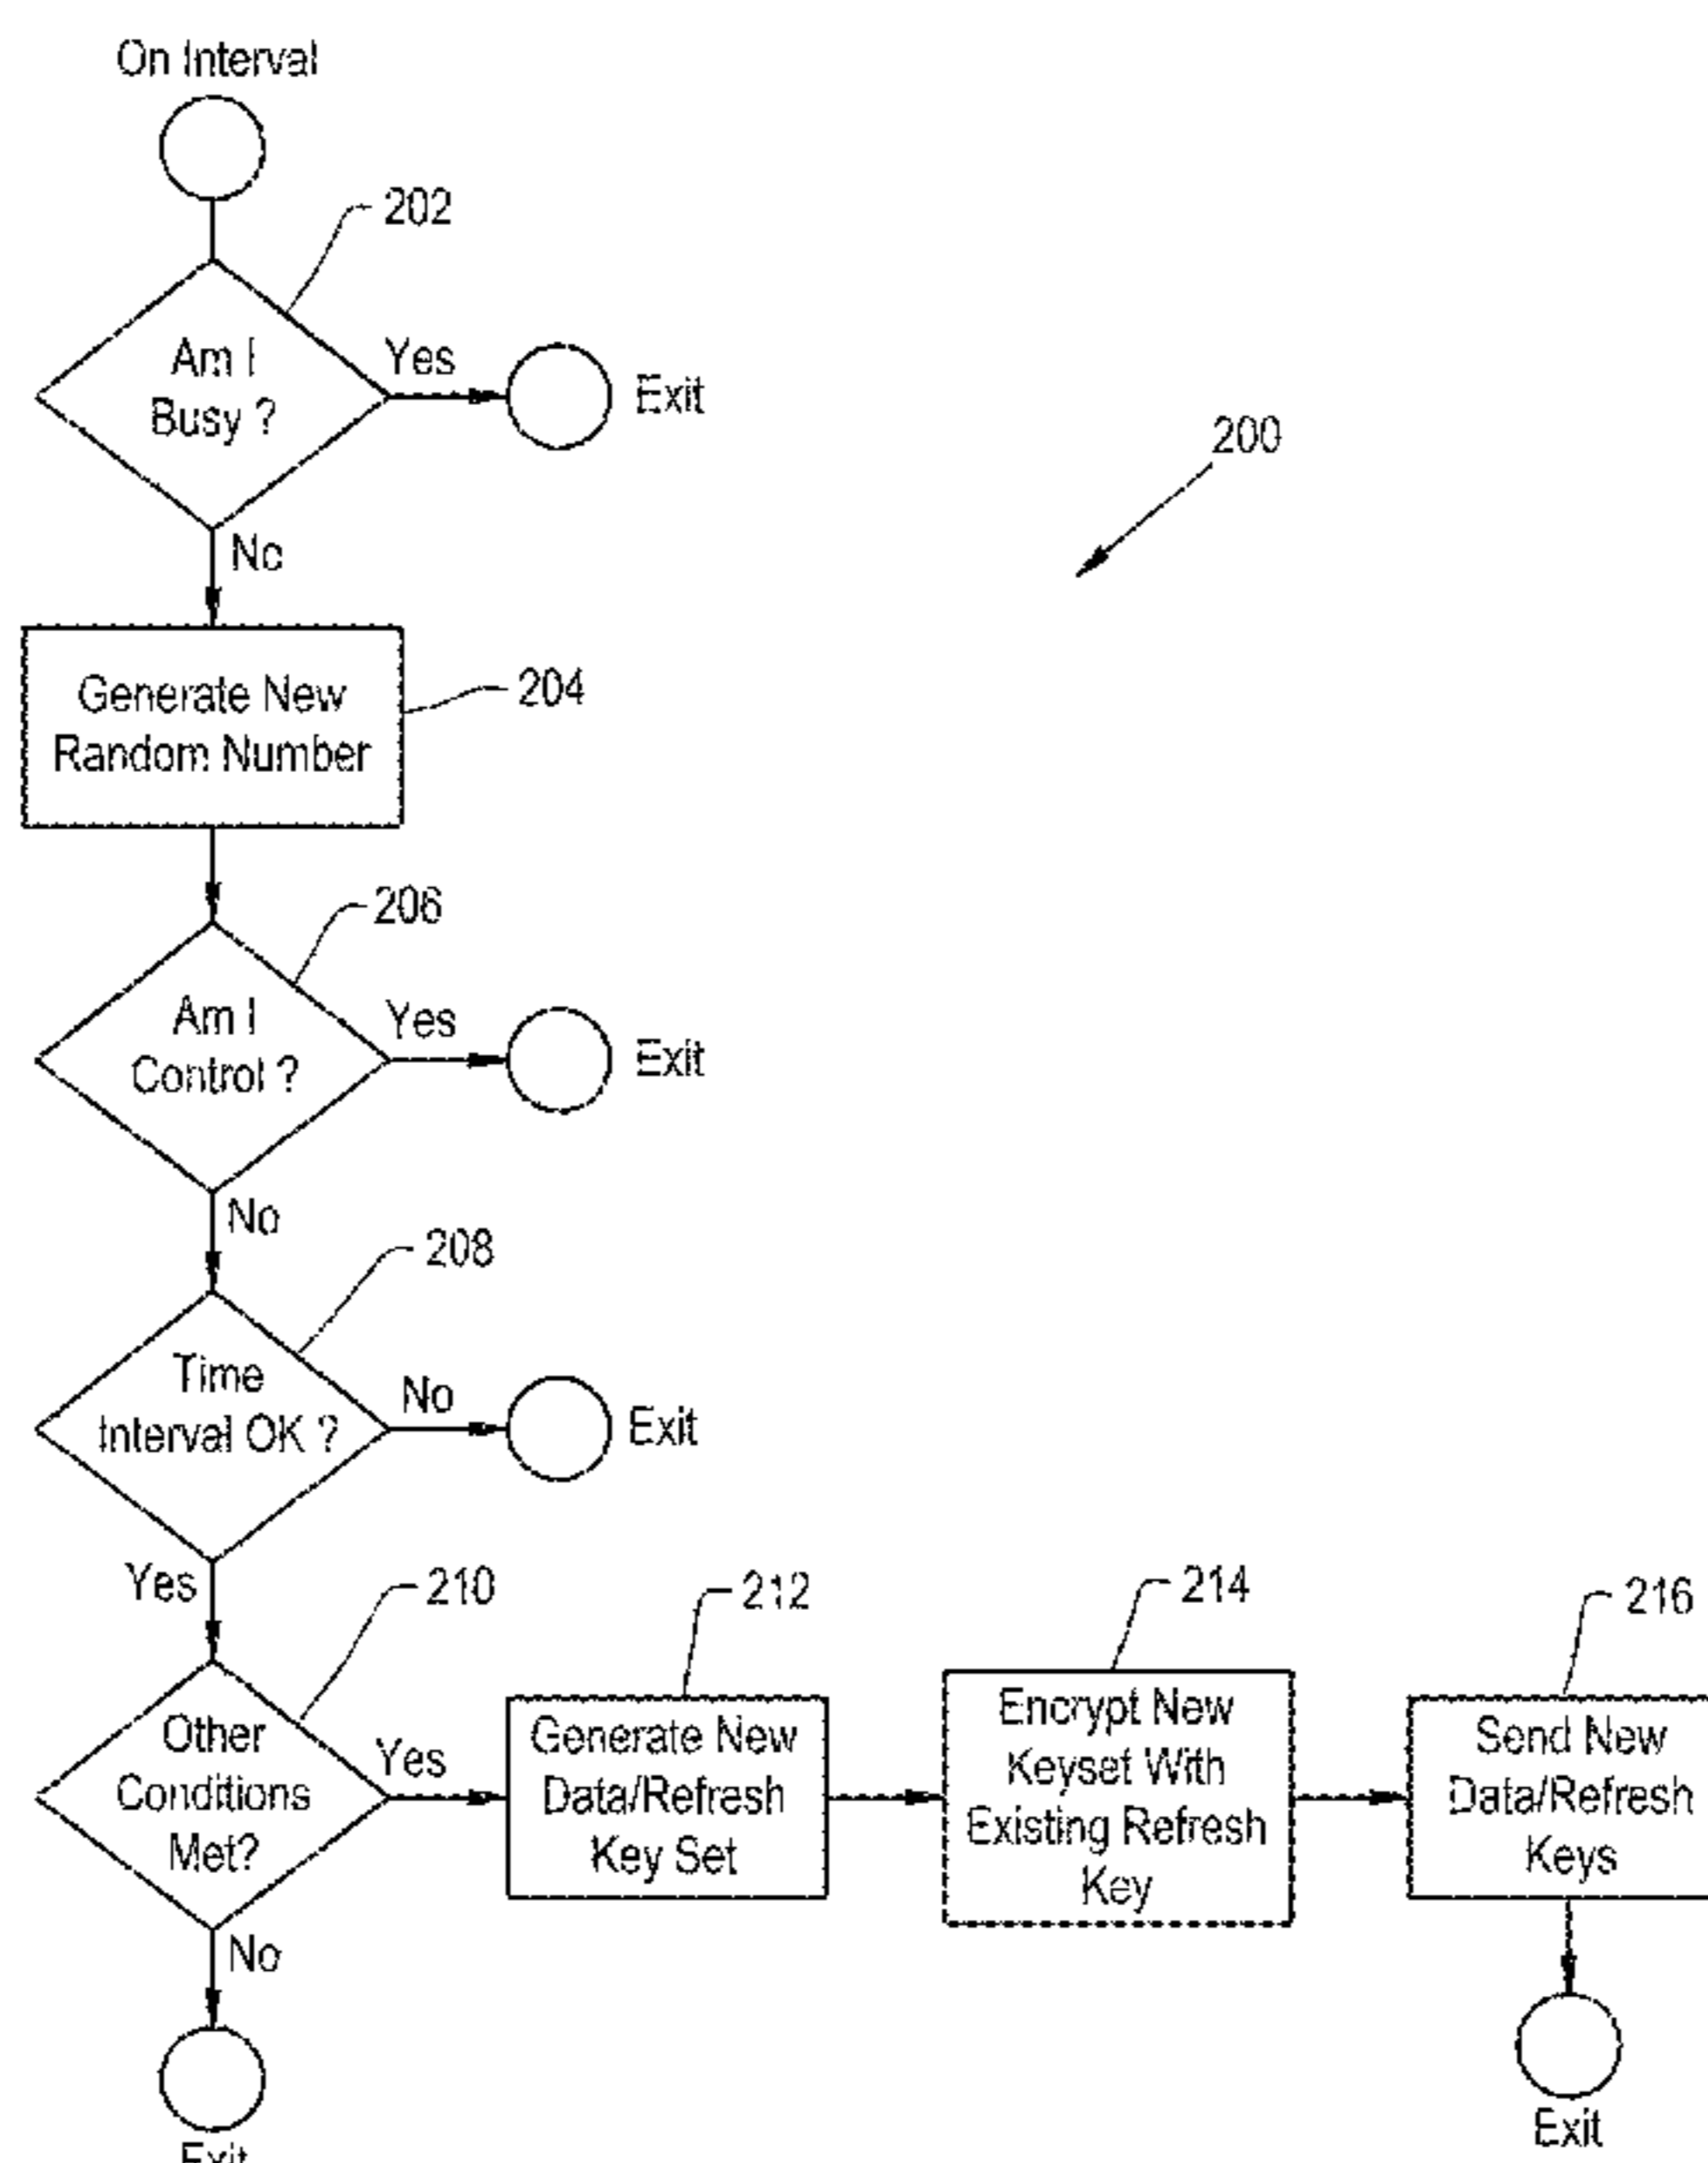 On Interval
202
Am I
Busy ?
Yes
Exit
200
No
Generate New
Random Number
204
206
Am I
Control ?
Yes
Exit
No
208
Time
Interval OK ?
No
Exit
Yes
210
212
214
216
Other
Conditions
Met?
Yes
Generate New
Data/Refresh
Key Set
Encrypt New
Keyset With
Existing Refresh
Key
Send New
Data/Refresh
Keys
No
Exit
Exit